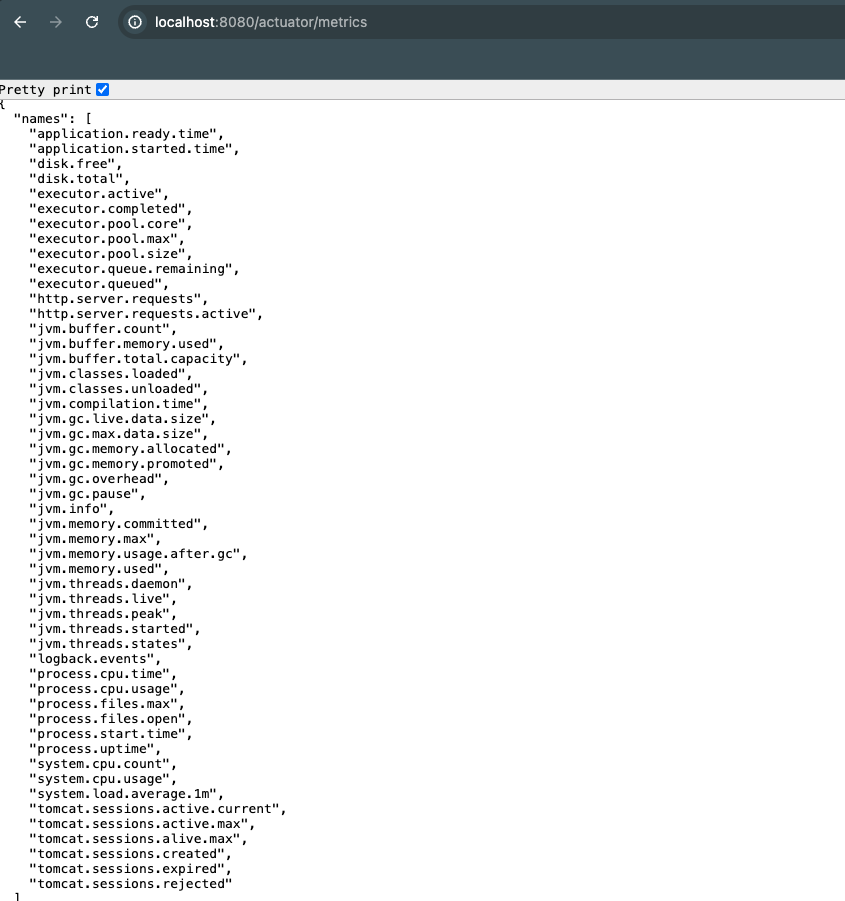 localhost:8080/actuator/metrics
Pretty print
{
"names": [
"application.ready.time",
"application.started.time",
"disk.free",
"disk.total",
"executor.active",
"executor.completed",
"executor.pool.core",
"executor.pool.max",
"executor.pool.size",
"executor.queue.remaining",
"executor.queued",
"http.server.requests",
"http.server.requests.active",
"jvm.buffer.count",
"jvm.buffer.memory.used",
"jvm.buffer.total.capacity",
"jvm.classes.loaded",
"jvm.classes.unloaded",
"jvm.compilation.time",
"jvm.gc.live.data.size",
"jvm.gc.max.data.size",
"jvm.gc.memory.allocated",
"jvm.gc.memory.promoted",
"jvm.gc.overhead",
"jvm.gc.pause",
"jvm.info",
"jvm.memory.committed",
"jvm.memory.max",
"jvm.memory.usage.after.gc",
"jvm.memory.used",
"jvm.threads.daemon",
"jvm.threads.live",
"jvm.threads.peak",
"jvm.threads.started",
"jvm.threads.states",
"logback.events",
"process.cpu.time",
"process.cpu.usage",
"process.files.max",
"process.files.open",
"process.start.time",
"process.uptime",
"system.cpu.count",
"system.cpu.usage",
"system.load.average.1m",
"tomcat.sessions.active.current",
"tomcat.sessions.active.max",
"tomcat.sessions.alive.max",
"tomcat.sessions.created",
"tomcat.sessions.expired",
"tomcat.sessions.rejected"
]